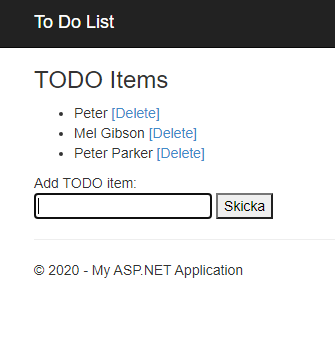 To Do List
TODO Items
Peter [Delete]
Mel Gibson [Delete]
Peter Parker [Delete]
Add TODO item:
Skicka
© 2020 - My ASP.NET Application